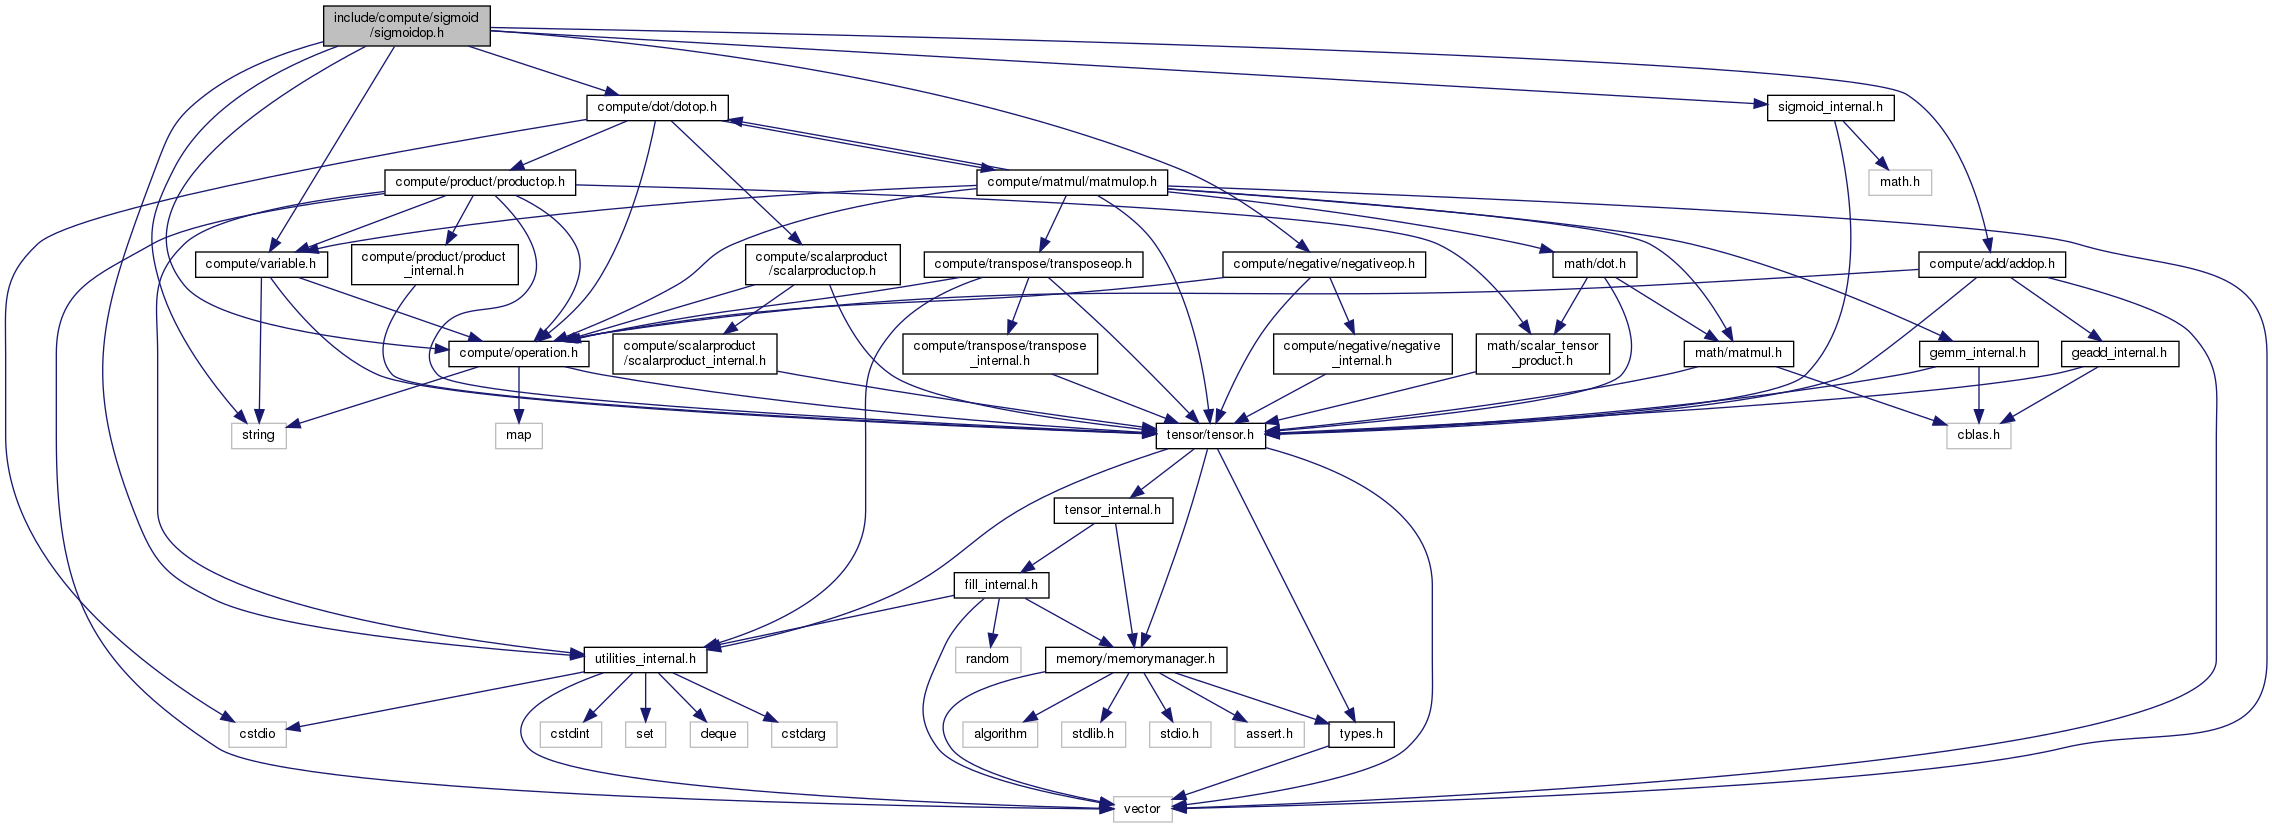 include/compute/sigmoid
/sigmoidop.h
compute/dot/dotop.h
sigmoid_internal.h
compute/product/productop.h
compute/matmul/matmulop.h
math.h
compute/variable.h
compute/product/product
_internal.h
compute/scalarproduct
/scalarproductop.h
compute/transpose/transposeop.h
compute/negative/negativeop.h
math/dot.h
compute/add/addop.h
compute/operation.h
compute/scalarproduct
/scalarproduct_internal.h
compute/transpose/transpose
_internal.h
compute/negative/negative
_internal.h
math/scalar_tensor
_product.h
math/matmul.h
gemm_internal.h
geadd_internal.h
string
map
tensor/tensor.h
cblas.h
tensor_internal.h
fill_internal.h
utilities_internal.h
random
memory/memorymanager.h
cstdio
cstdint
set
deque
cstdarg
algorithm
stdlib.h
stdio.h
assert.h
types.h
vector